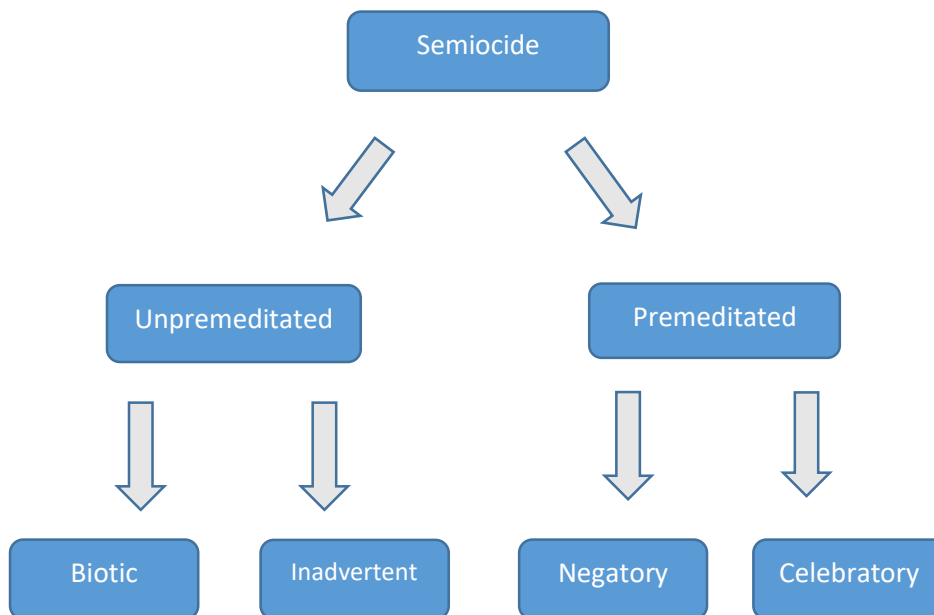 Semiocide
Unpremeditated
Premeditated
Biotic
Inadvertent
Negatory
Celebratory